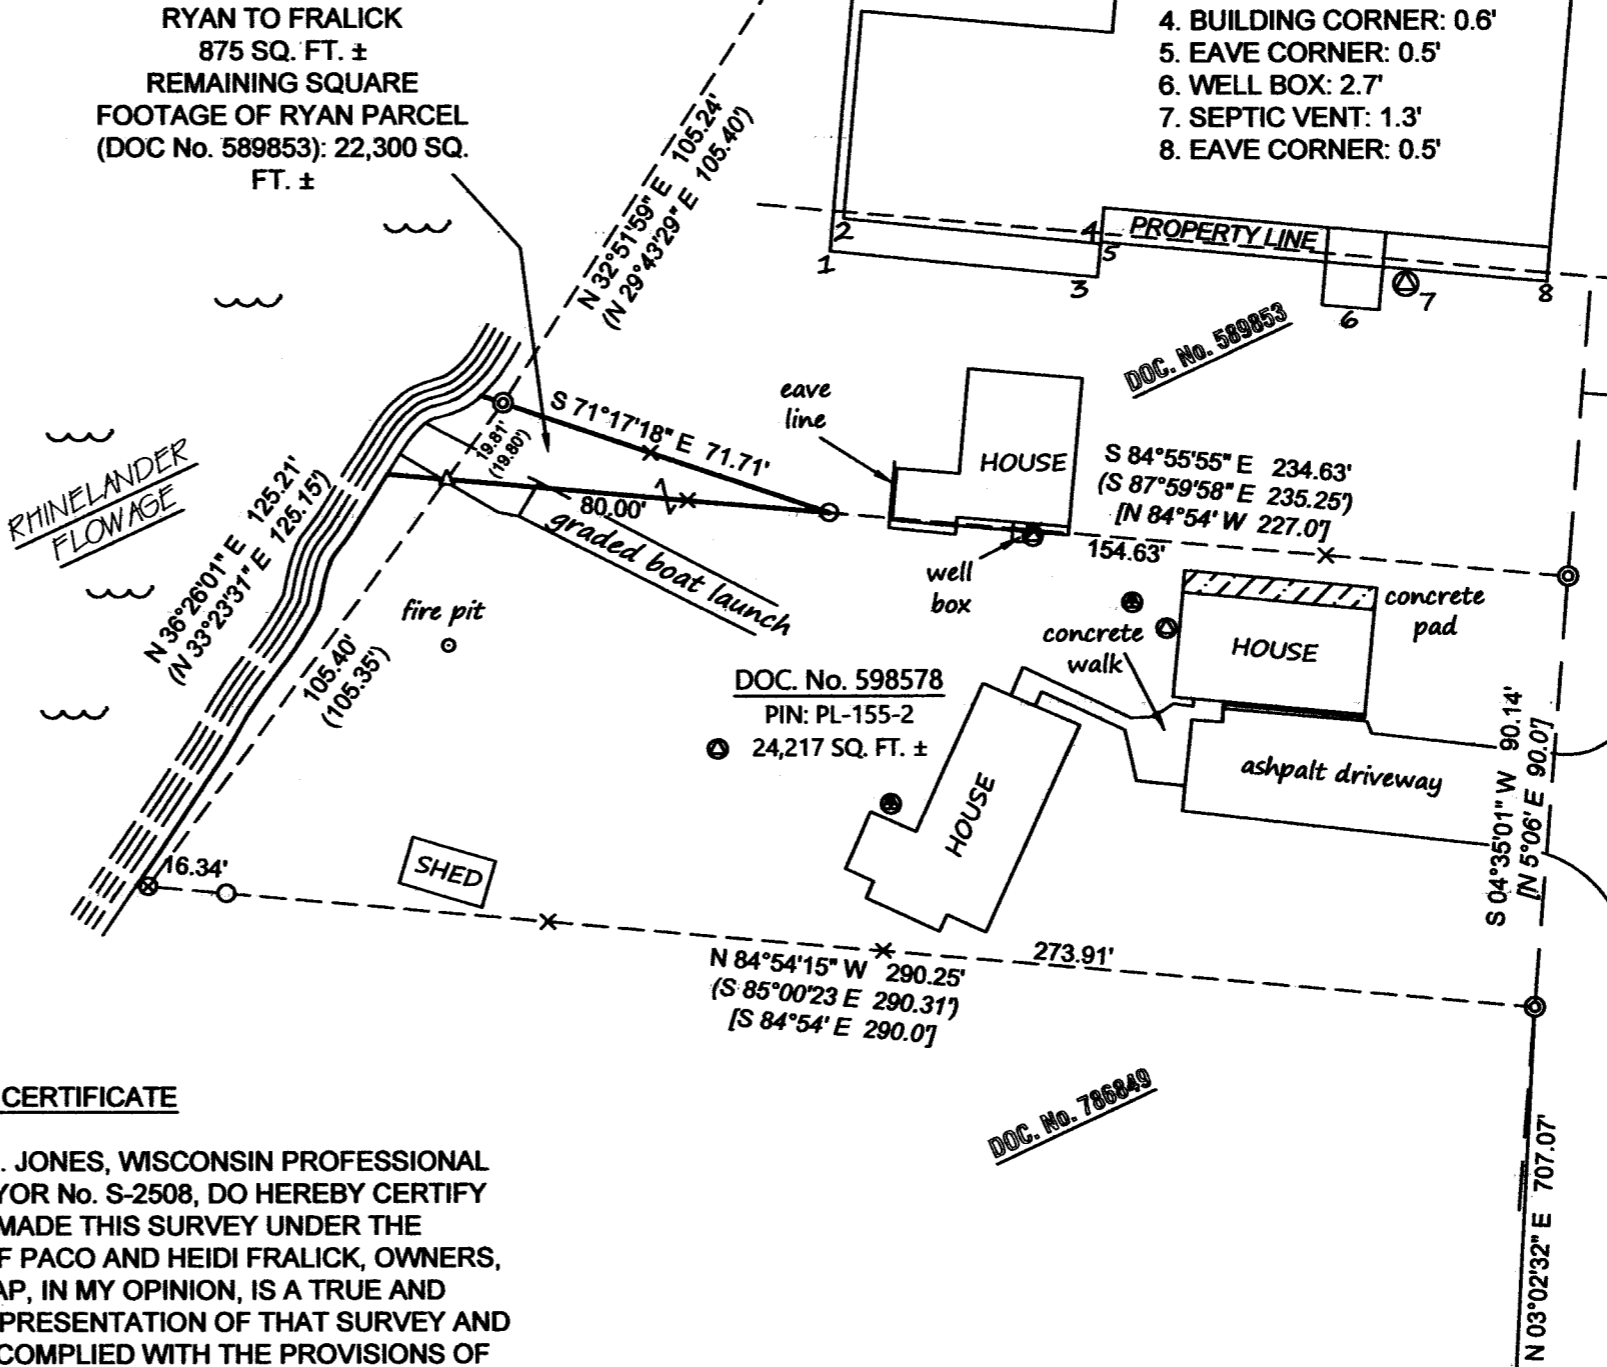 RYAN TO FRALICK
875 SQ. FT. ±
REMAINING SQUARE
FOOTAGE OF RYAN PARCEL
(DOC No. 589853): 22,300 SQ.
FT. ±
4. BUILDING CORNER: 0.6'
5. EAVE CORNER: 0.5'
6. WELL BOX: 2.7'
7. SEPTIC VENT: 1.3'
8. EAVE CORNER: 0.5'
N 32°51'59" E 105.24'
(N 29°43'29" E 105.40')
2
4
PROPERTY LINE
5
1
3
6
7
8
DOC. No. 589853
eave
line
S 71°17'18" E 71.71'
19.81'
(19.80')
HOUSE
S 84°55'55" E 234.63'
(S 87°59'58" E 235.25')
[N 84°54' W 227.0']
154.63'
RHINELANDER
FLOWAGE
N 36°26'01" E 125.21'
(N 33°23'31" E 125.15')
Z
80.00'
graded boat launch
well
box
fire pit
105.40'
(105.35')
concrete
pad
concrete
walk
HOUSE
DOC. No. 598578
PIN: PL-155-2
24,217 SQ. FT. ±
HOUSE
ashpalt driveway
S 04°35'01" W 90.14'
[N 5°06' E 90.0']
16.34'
SHED
N 84°54'15" W 290.25'
(S 85°00'23 E 290.31')
[S 84°54' E 290.0']
273.91'
DOC. No. 786849
N 03°02'32" E 707.07'
CERTIFICATE
. JONES, WISCONSIN PROFESSIONAL
YOR No. S-2508, DO HEREBY CERTIFY
MADE THIS SURVEY UNDER THE
F PACO AND HEIDI FRALICK, OWNERS,
AP, IN MY OPINION, IS A TRUE AND
PRESENTATION OF THAT SURVEY AND
COMPLIED WITH THE PROVISIONS OF